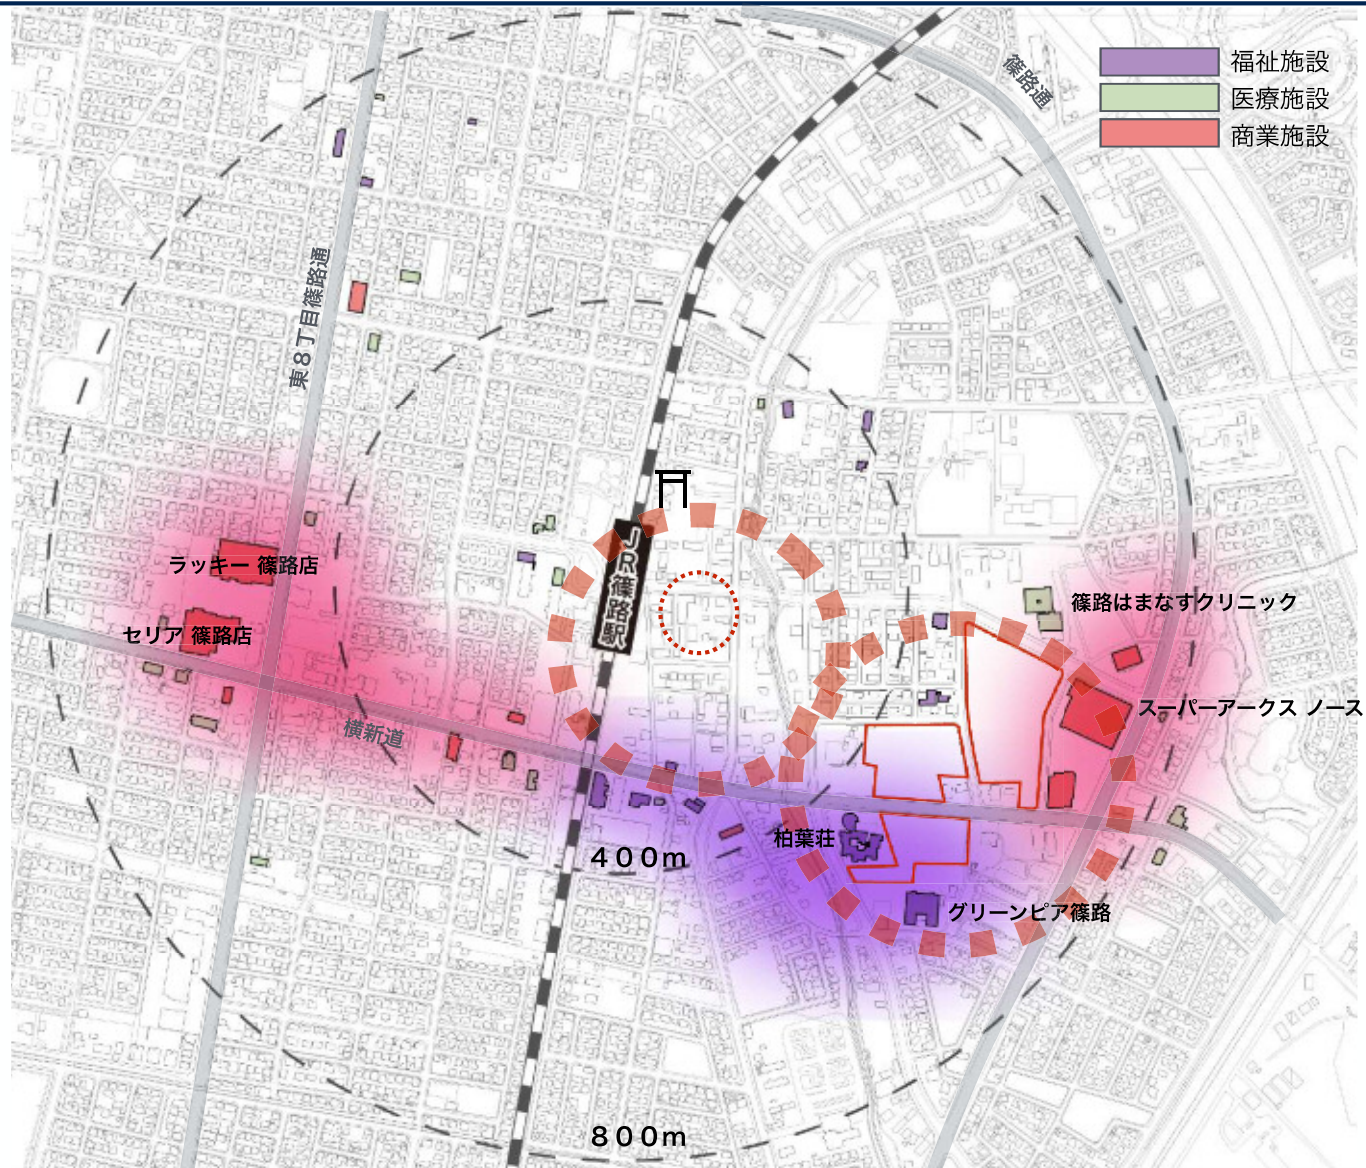 篠路通
福祉施設
医療施設
商業施設
東8丁目篠路通
JR篠路駅
ラッキー 篠路店
セリア 篠路店
篠路はまなすクリニック
スーパーアークス ノース
横新道
柏葉荘
400m
グリーンピア篠路
800m